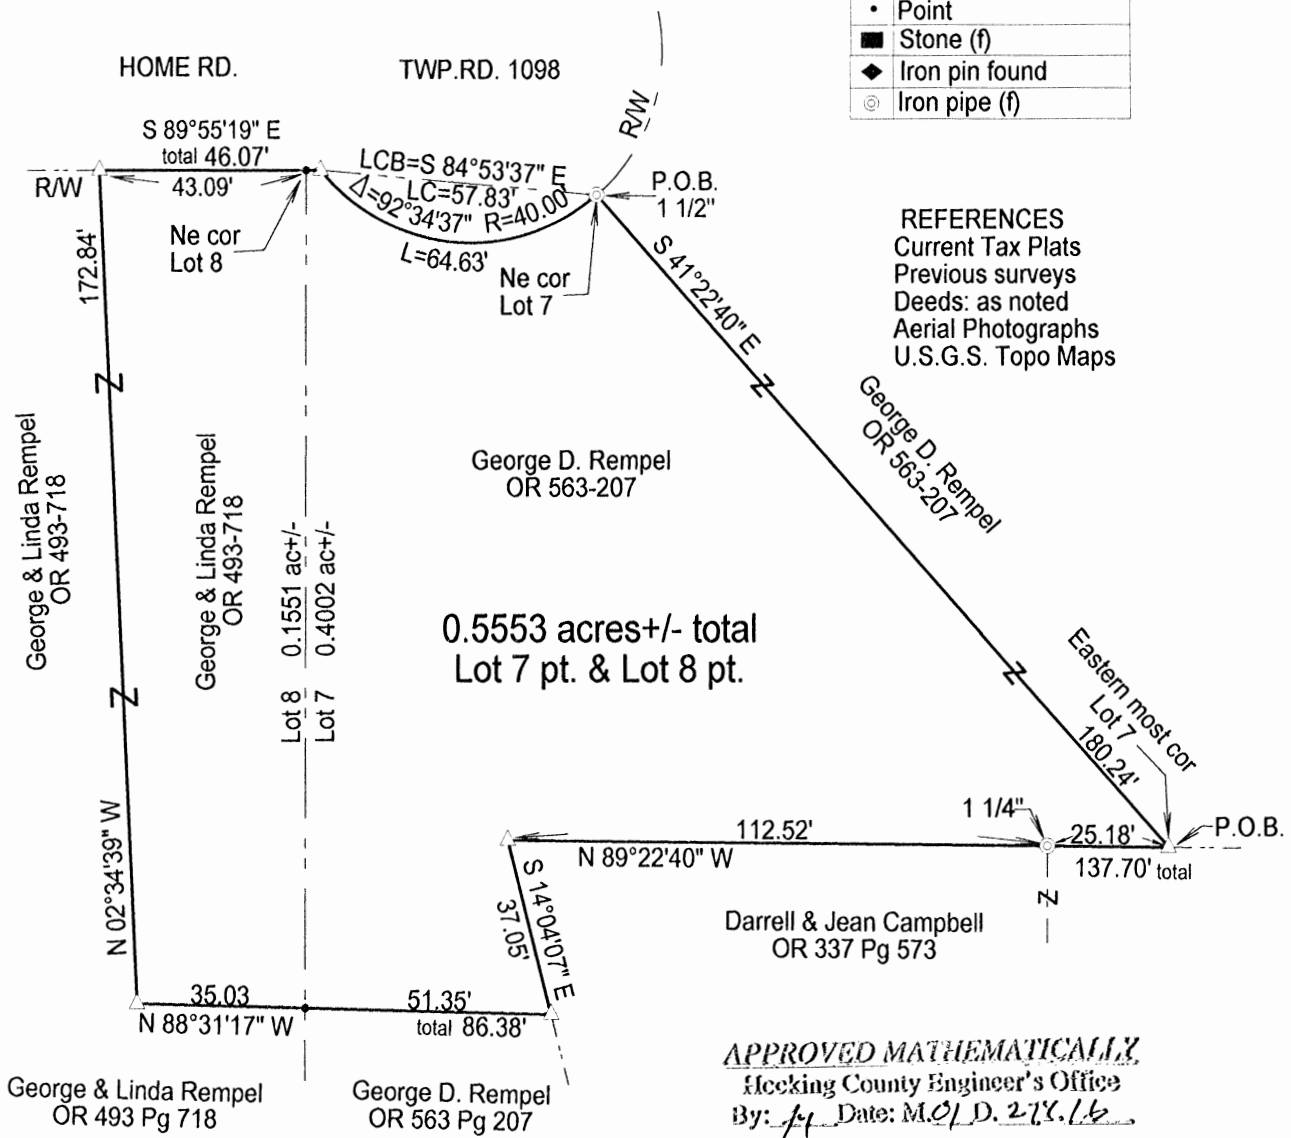 Point
Stone (f)
Iron pin found
Iron pipe (f)
HOME RD.
TWP.RD. 1098
R/W
S 89°55'19" E
total 46.07'
43.09'
R/W
LCB=S 84°53'37" E
LC=57.83'
Δ=92°34'37" R=40.00'
L=64.63'
P.O.B.
1 1/2"
Ne cor
Lot 8
Ne cor
Lot 7
REFERENCES
Current Tax Plats
Previous surveys
Deeds: as noted
Aerial Photographs
U.S.G.S. Topo Maps
172.84'
N 02°34'39" W
S 41°22'40" E
180.24'
George D. Rempel
OR 563-207
George & Linda Rempel
OR 493-718
George & Linda Rempel
OR 493-718
George D. Rempel
OR 563-207
Lot 8 0.1551 ac+/-
Lot 7 0.4002 ac+/-
0.5553 acres+/- total
Lot 7 pt. & Lot 8 pt.
Eastern most cor
Lot 7
1 1/4"
112.52'
N 89°22'40" W
25.18'
137.70' total
P.O.B.
S 14°04'07" E
37.05'
Darrell & Jean Campbell
OR 337 Pg 573
35.03
51.35'
N 88°31'17" W
total 86.38'
George & Linda Rempel
OR 493 Pg 718
George D. Rempel
OR 563 Pg 207
APPROVED MATHEMATICALLY
Hocking County Engineer's Office
By: Date: M.01 D.